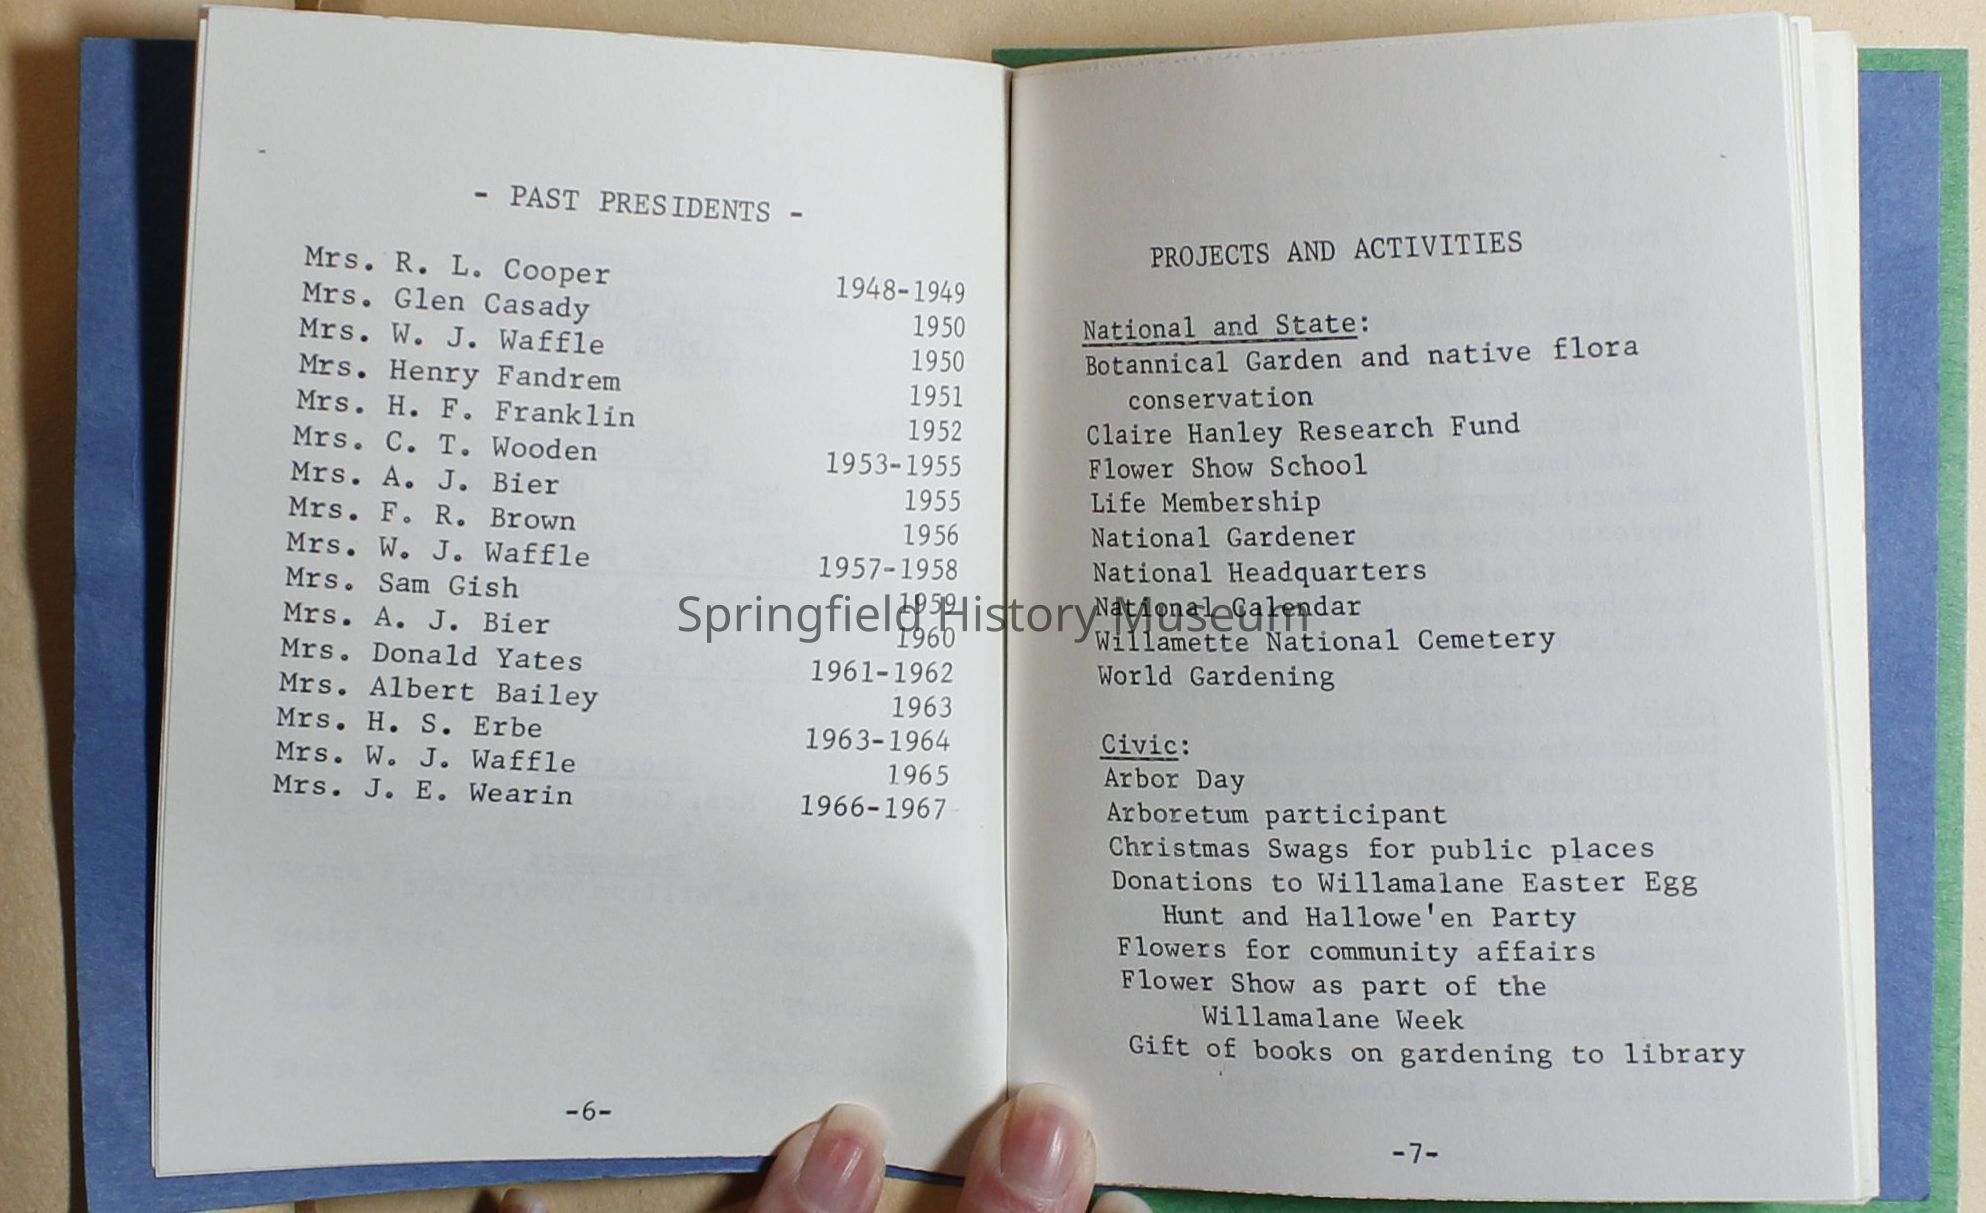 - PAST PRESIDENTS -
Mrs. R. L. Cooper 1948-1949
Mrs. Glen Casady 1950
Mrs. W. J. Waffle 1950
Mrs. Henry Fandrem 1951
Mrs. H. F. Franklin 1952
Mrs. C. T. Wooden 1953-1955
Mrs. A. J. Bier 1955
Mrs. F. R. Brown 1956
Mrs. W. J. Waffle 1957-1958
Mrs. Sam Gish 1959
Mrs. A. J. Bier 1960
Mrs. Donald Yates 1961-1962
Mrs. Albert Bailey 1963
Mrs. H. S. Erbe 1963-1964
Mrs. W. J. Waffle 1965
Mrs. J. E. Wearin 1966-1967
-6-
PROJECTS AND ACTIVITIES
National and State:
Botannical Garden and native flora
conservation
Claire Hanley Research Fund
Flower Show School
Life Membership
National Gardener
National Headquarters
National Calendar
Willamette National Cemetery
World Gardening
Civic:
Arbor Day
Arboretum participant
Christmas Swags for public places
Donations to Willamalane Easter Egg
Hunt and Hallowe'en Party
Flowers for community affairs
Flower Show as part of the
Willamalane Week
Gift of books on gardening to library
-7-
Springfield History Museum